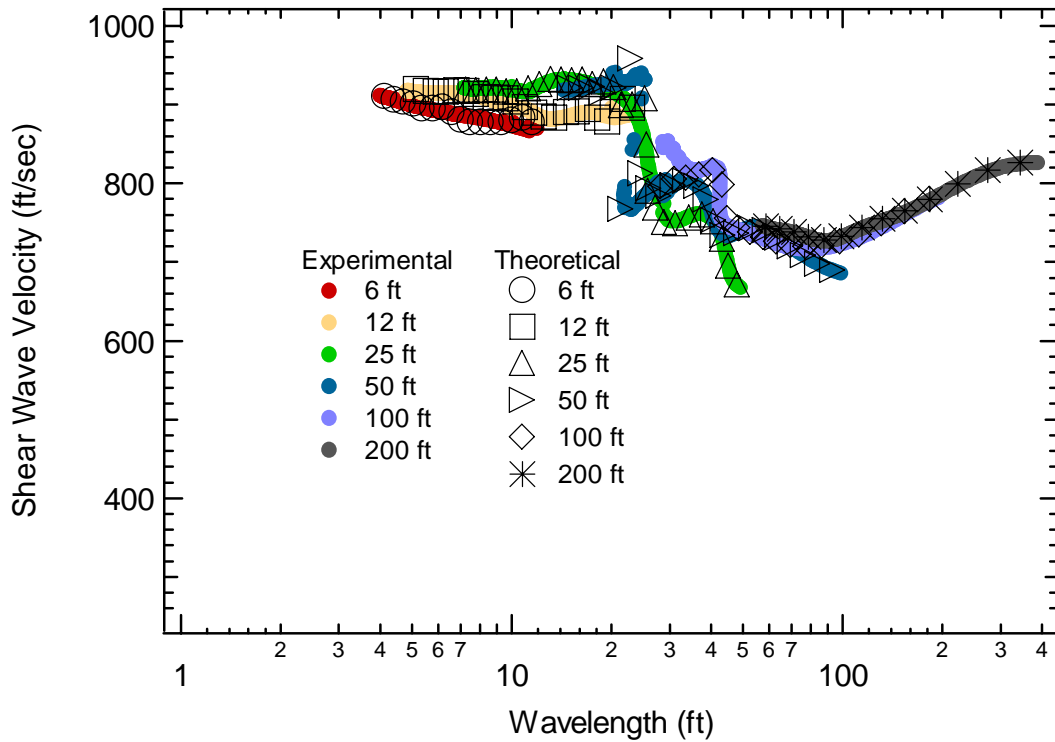 1000
800
600
400
Shear Wave Velocity (ft/sec)
Experimental
6 ft
12 ft
25 ft
50 ft
100 ft
200 ft
Theoretical
6 ft
12 ft
25 ft
50 ft
100 ft
200 ft
2 3 4 5 6 7 2 3 4 5 6 7 2 3 4
1 10 100
Wavelength (ft)